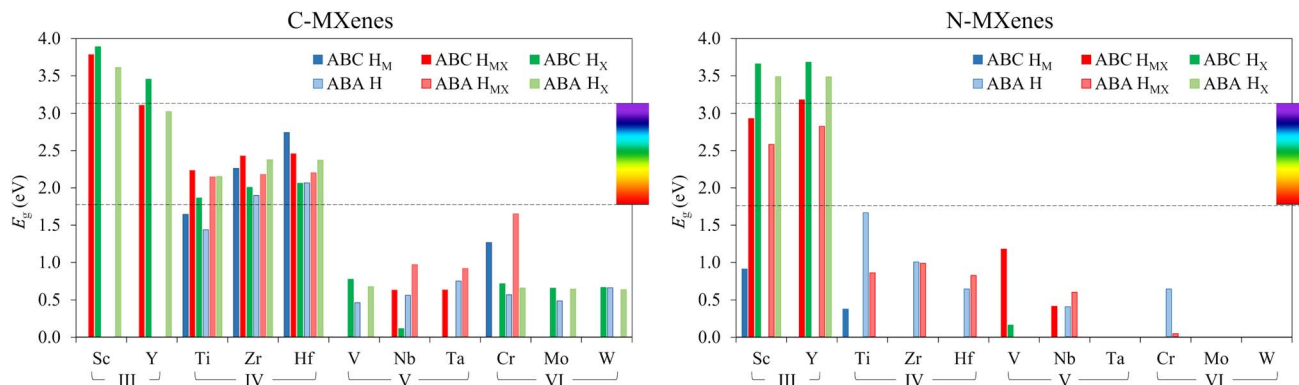 C-MXenes
4.0
3.5
3.0
2.5
2.0
1.5
1.0
0.5
0.0
E_g (eV)
ABC H_M ABC H_MX ABC H_X
ABA H ABA H_MX ABA H_X
Sc Y Ti Zr Hf V Nb Ta Cr Mo W
III IV V VI
N-MXenes
4.0
3.5
3.0
2.5
2.0
1.5
1.0
0.5
0.0
E_g (eV)
ABC H_M ABC H_MX ABC H_X
ABA H ABA H_MX ABA H_X
Sc Y Ti Zr Hf V Nb Ta Cr Mo W
III IV V VI